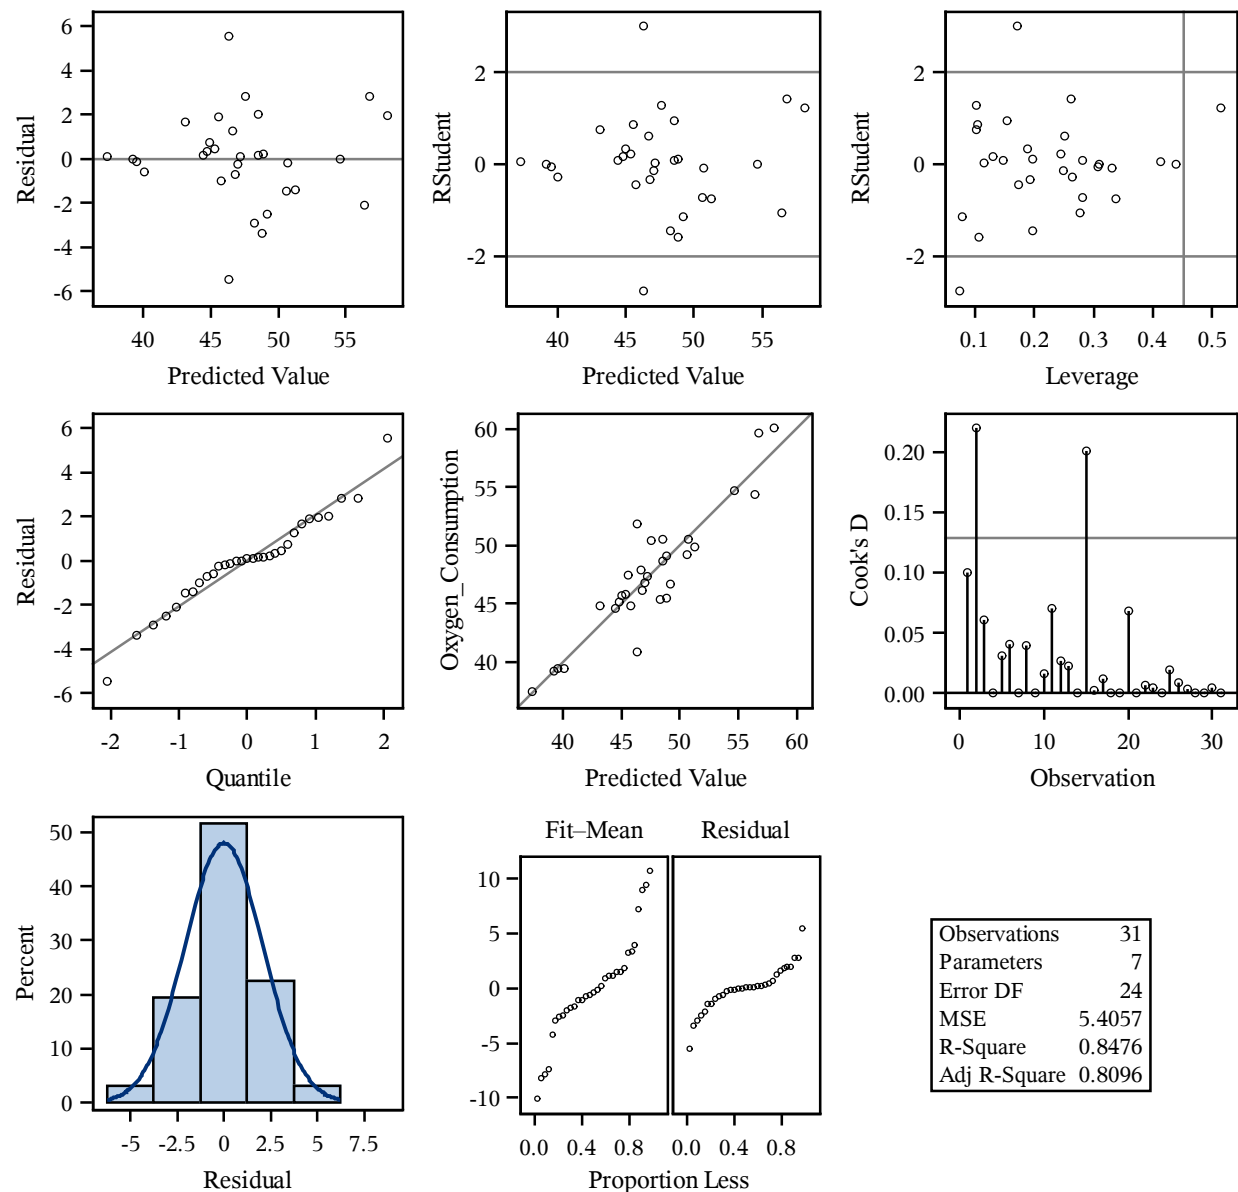 6
4
2
0
-2
-4
-6
Residual
40 45 50 55
Predicted Value
2
0
-2
RStudent
40 45 50 55
Predicted Value
2
0
-2
RStudent
0.1 0.2 0.3 0.4 0.5
Leverage
6
4
2
0
-2
-4
-6
Residual
-2 -1 0 1 2
Quantile
60
55
50
45
40
Oxygen_Consumption
40 45 50 55 60
Predicted Value
0.20
0.15
0.10
0.05
0.00
Cook's D
0 10 20 30
Observation
50
40
30
20
10
0
Percent
-5 -2.5 0 2.5 5 7.5
Residual
Fit–Mean Residual
10
5
0
-5
-10
0.0 0.4 0.8 0.0 0.4 0.8
Proportion Less
Observations 31
Parameters 7
Error DF 24
MSE 5.4057
R-Square 0.8476
Adj R-Square 0.8096